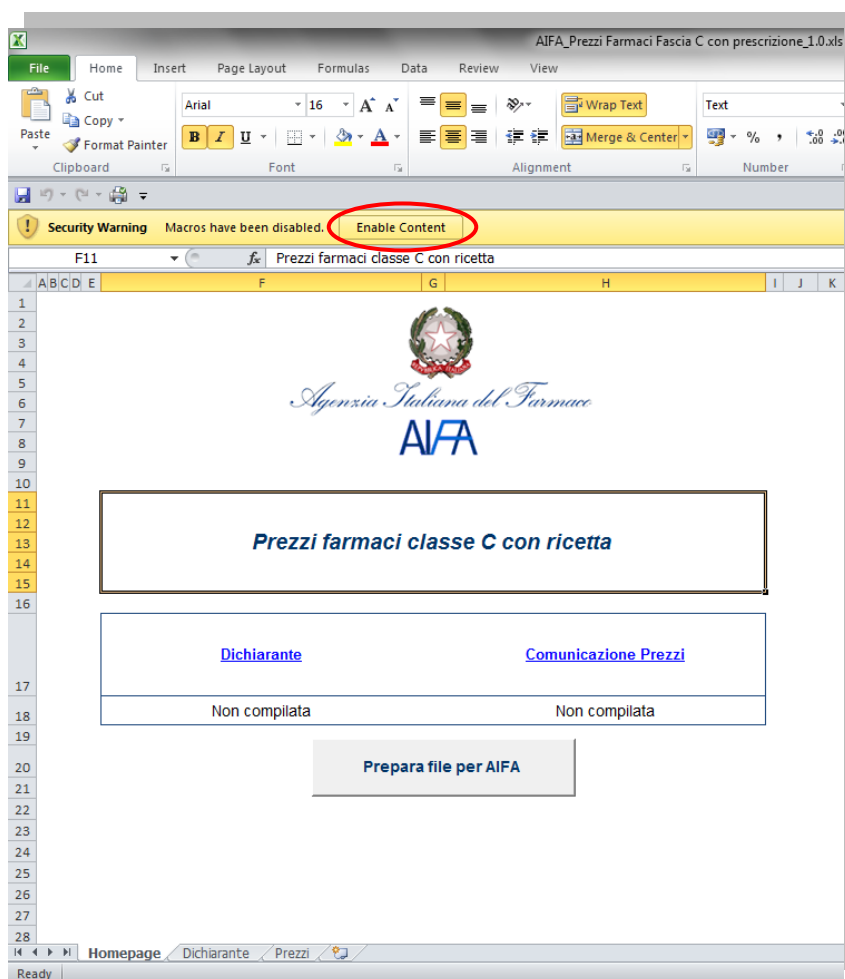 AIFA_Prezzi Farmaci Fascia C con prescrizione_1.0.xls
File Home Insert Page Layout Formulas Data Review View
Cut
Copy
Paste
Format Painter
Arial 16 A A Wrap Text Text
B I U A Merge & Center % ,
Clipboard Font Alignment Number
Security Warning Macros have been disabled. Enable Content
F11 fx Prezzi farmaci classe C con ricetta
A B C D E F G H I J K
1
2
3
4
5
6
7
8
9
10
11
12
13
14
15
16
17
18
19
20
21
22
23
24
25
26
27
28
Agenzia Italiana del Farmaco
AIFA
Prezzi farmaci classe C con ricetta
Dichiarante Comunicazione Prezzi
Non compilata Non compilata
Prepara file per AIFA
Homepage Dichiarante Prezzi
Ready